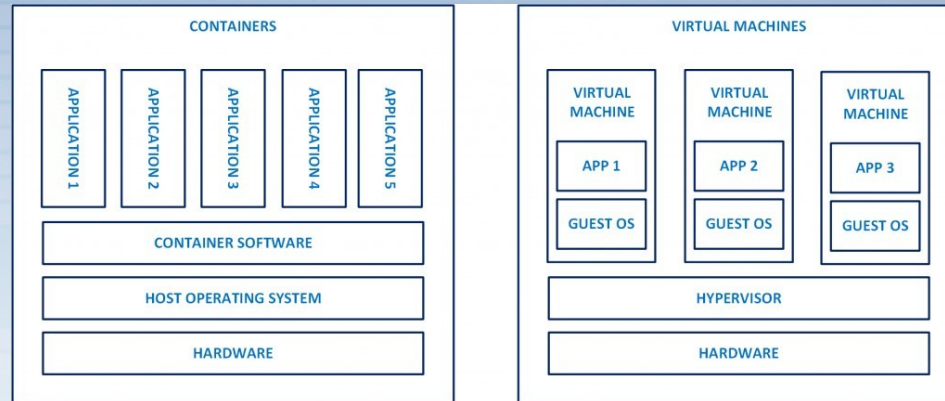 CONTAINERS
APPLICATION 1
APPLICATION 2
APPLICATION 3
APPLICATION 4
APPLICATION 5
CONTAINER SOFTWARE
HOST OPERATING SYSTEM
HARDWARE
VIRTUAL MACHINES
VIRTUAL
MACHINE
APP 1
GUEST OS
VIRTUAL
MACHINE
APP 2
GUEST OS
VIRTUAL
MACHINE
APP 3
GUEST OS
HYPERVISOR
HARDWARE